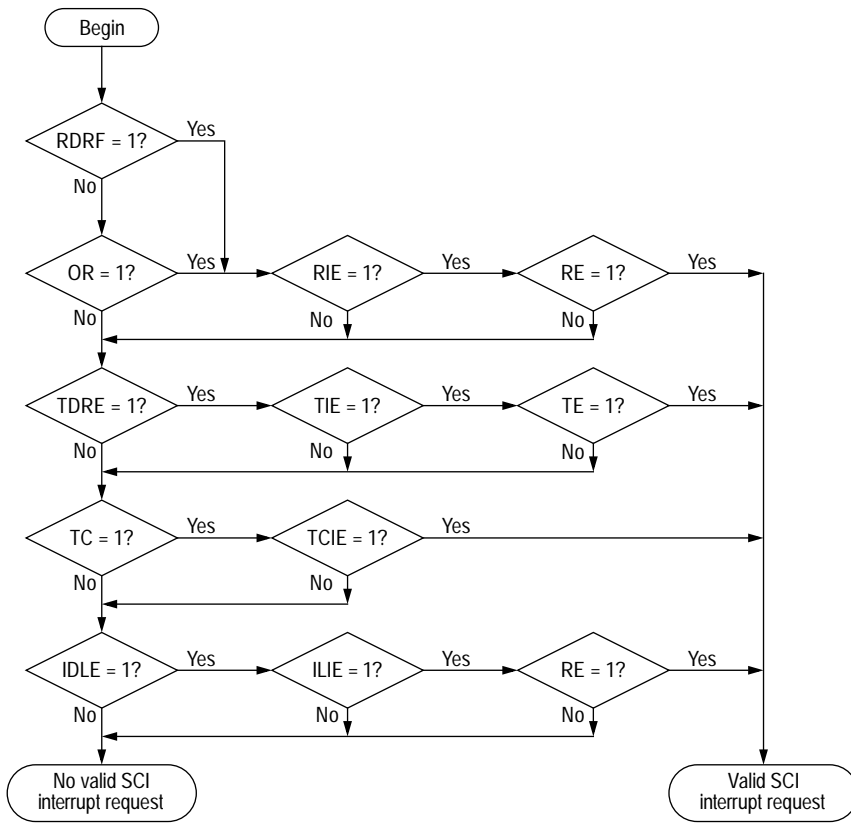 Begin
RDRF = 1?
Yes
No
OR = 1?
Yes
RIE = 1?
Yes
RE = 1?
Yes
No
No
No
TDRE = 1?
Yes
TIE = 1?
Yes
TE = 1?
Yes
No
No
No
TC = 1?
Yes
TCIE = 1?
Yes
No
No
IDLE = 1?
Yes
ILIE = 1?
Yes
RE = 1?
Yes
No
No
No
No valid SCI
interrupt request
Valid SCI
interrupt request